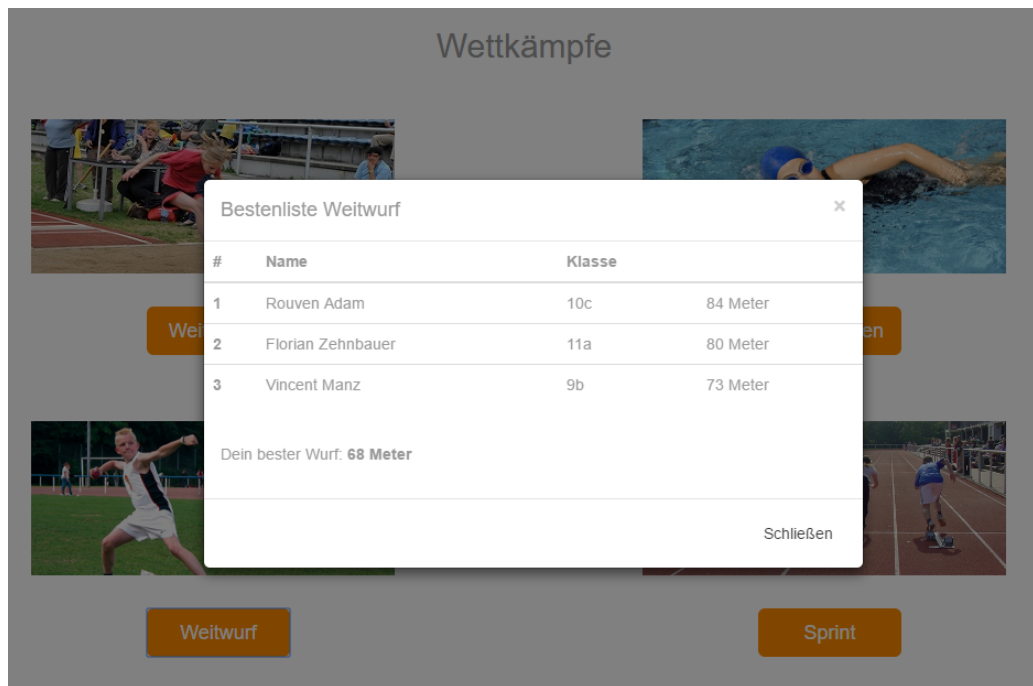 Wettkämpfe
Bestenliste Weitwurf ×
# Name Klasse
1 Rouven Adam 10c 84 Meter
2 Florian Zehnbauer 11a 80 Meter
3 Vincent Manz 9b 73 Meter
Dein bester Wurf: 68 Meter
Schließen
Weitwurf
Sprint